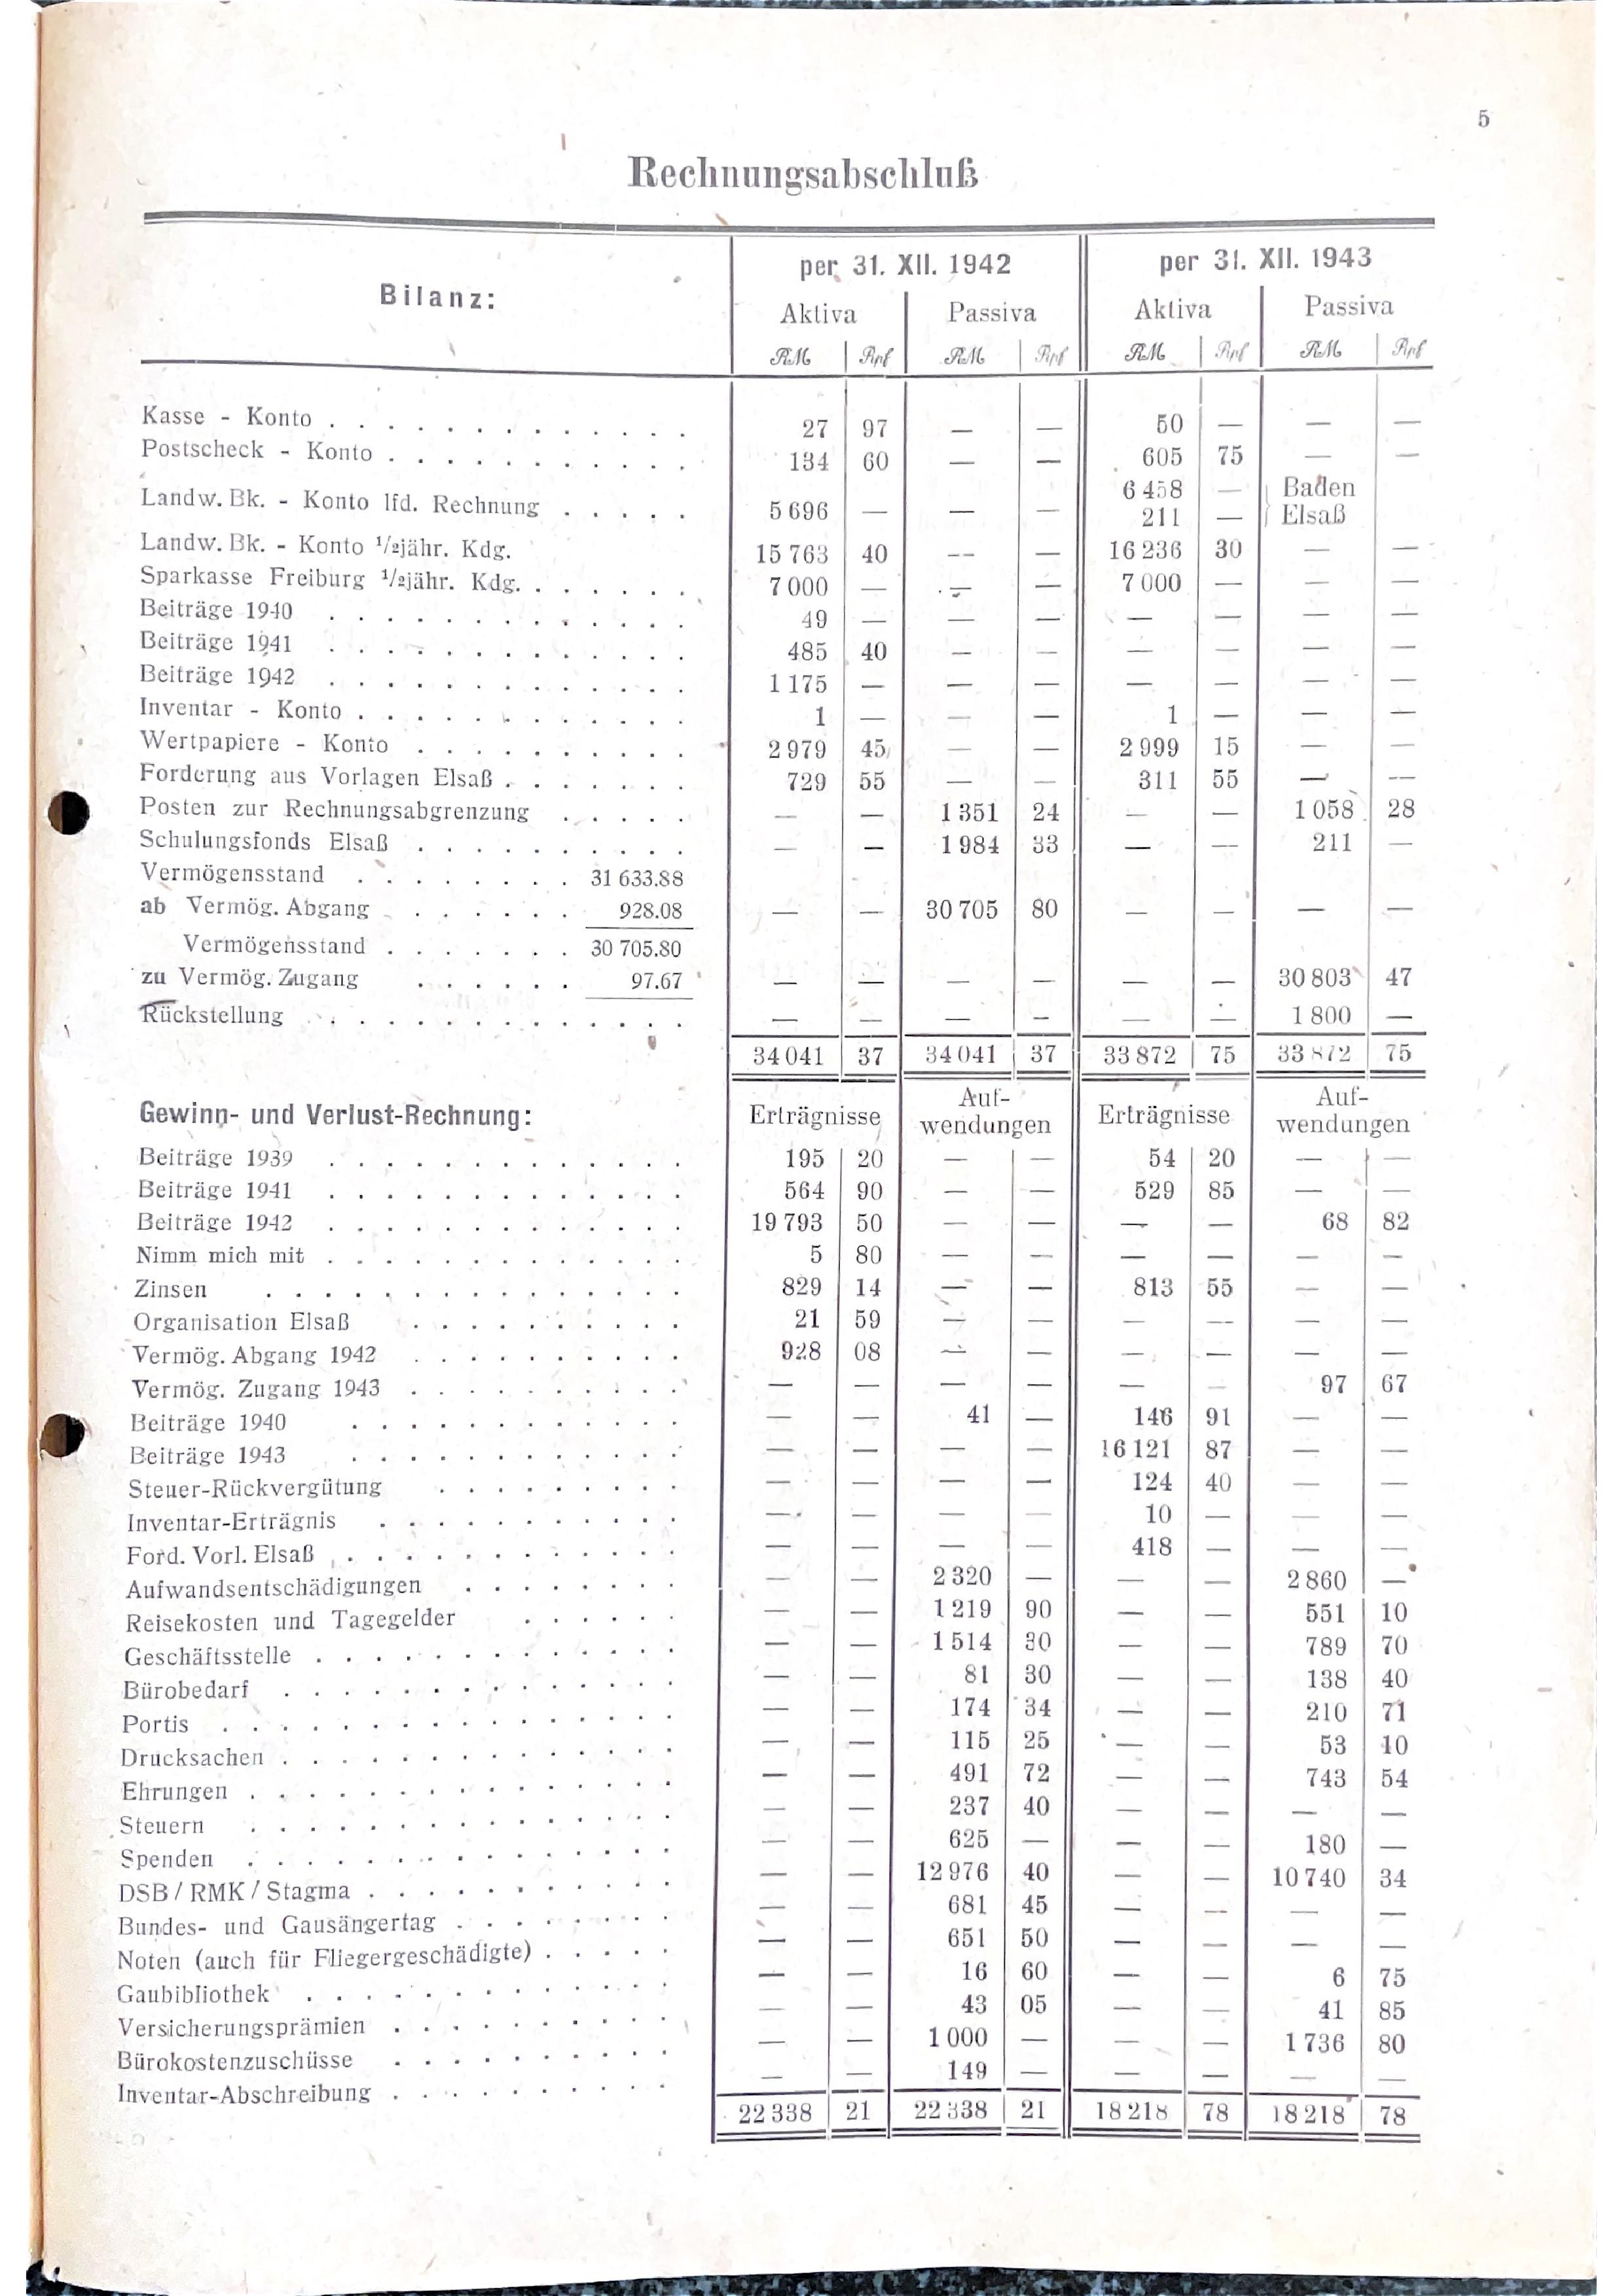 5
Rechnungsabschluß
Bilanz: per 31. XII. 1942 per 31. XII. 1943
Aktiva Passiva Aktiva Passiva
RM Rpf RM Rpf RM Rpf RM Rpf
Kasse - Konto . . . . . . . . . . . . . 27 97 — — 50 — — —
Postscheck - Konto . . . . . . . . . . . 134 60 — — 605 75 — —
Landw. Bk. - Konto lfd. Rechnung . . . . . 5 696 — — — 6 458 — } Baden
211 — } Elsaß
Landw. Bk. - Konto ¹/₂jähr. Kdg. 15 763 40 — — 16 236 30 — —
Sparkasse Freiburg ¹/₂jähr. Kdg. . . . . . . 7 000 — — — 7 000 — — —
Beiträge 1940 . . . . . . . . . . . . . 49 — — — — — — —
Beiträge 1941 . . . . . . . . . . . . . 485 40 — — — — — —
Beiträge 1942 . . . . . . . . . . . . . 1 175 — — — — — — —
Inventar - Konto . . . . . . . . . . . . 1 — — — 1 — — —
Wertpapiere - Konto . . . . . . . . . . 2 979 45 — — 2 999 15 — —
Forderung aus Vorlagen Elsaß . . . . . . . 729 55 — — 311 55 — —
Posten zur Rechnungsabgrenzung . . . . . — — 1 351 24 — — 1 058 28
Schulungsfonds Elsaß . . . . . . . . . . — — 1 984 33 — — 211 —
Vermögensstand . . . . . . . . 31 633.88
ab Vermög. Abgang . . . . . . 928.08 — — 30 705 80 — — — —
Vermögensstand . . . . . . . 30 705.80
zu Vermög. Zugang . . . . . . 97.67 — — — — — — 30 803 47
Rückstellung . . . . . . . . . . . . . — — — — — — 1 800 —
34 041 37 34 041 37 33 872 75 33 872 75
Gewinn- und Verlust-Rechnung: Erträgnisse Auf-wendungen Erträgnisse Auf-wendungen
Beiträge 1939 . . . . . . . . . . . . . 195 20 — — 54 20 — —
Beiträge 1941 . . . . . . . . . . . . . 564 90 — — 529 85 — —
Beiträge 1942 . . . . . . . . . . . . . 19 793 50 — — — — 68 82
Nimm mich mit . . . . . . . . . . . . . 5 80 — — — — — —
Zinsen . . . . . . . . . . . . . . . 829 14 — — 813 55 — —
Organisation Elsaß . . . . . . . . . . 21 59 — — — — — —
Vermög. Abgang 1942 . . . . . . . . . . 928 08 — — — — — —
Vermög. Zugang 1943 . . . . . . . . . . — — — — — — 97 67
Beiträge 1940 . . . . . . . . . . . . — — 41 — 146 91 — —
Beiträge 1943 . . . . . . . . . . . . — — — — 16 121 87 — —
Steuer-Rückvergütung . . . . . . . . . — — — — 124 40 — —
Inventar-Erträgnis . . . . . . . . . . . — — — — 10 — — —
Ford. Vorl. Elsaß . . . . . . . . . . . . — — — — 418 — — —
Aufwandsentschädigungen . . . . . . . . — — 2 320 — — — 2 860 —
Reisekosten und Tagegelder . . . . . . — — 1 219 90 — — 551 10
Geschäftsstelle . . . . . . . . . . . . . — — 1 514 30 — — 789 70
Bürobedarf . . . . . . . . . . . . . . — — 81 30 — — 138 40
Portis . . . . . . . . . . . . . . . . — — 174 34 — — 210 71
Drucksachen . . . . . . . . . . . . . . — — 115 25 — — 53 10
Ehrungen . . . . . . . . . . . . . . . — — 491 72 — — 743 54
Steuern . . . . . . . . . . . . . . . — — 237 40 — — — —
Spenden . . . . . . . . . . . . . . . — — 625 — — — 180 —
DSB / RMK / Stagma . . . . . . . . . . . — — 12 976 40 — — 10 740 34
Bundes- und Gausängertag . . . . . . . . — — 681 45 — — — —
Noten (auch für Fliegergeschädigte) . . . . . — — 651 50 — — — —
Gaubibliothek . . . . . . . . . . . . . — — 16 60 — — 6 75
Versicherungsprämien . . . . . . . . . . — — 43 05 — — 41 85
Bürokostenzuschüsse . . . . . . . . . . — — 1 000 — — — 1 736 80
Inventar-Abschreibung . . . . . . . . . . — — 149 — — — — —
22 338 21 22 338 21 18 218 78 18 218 78